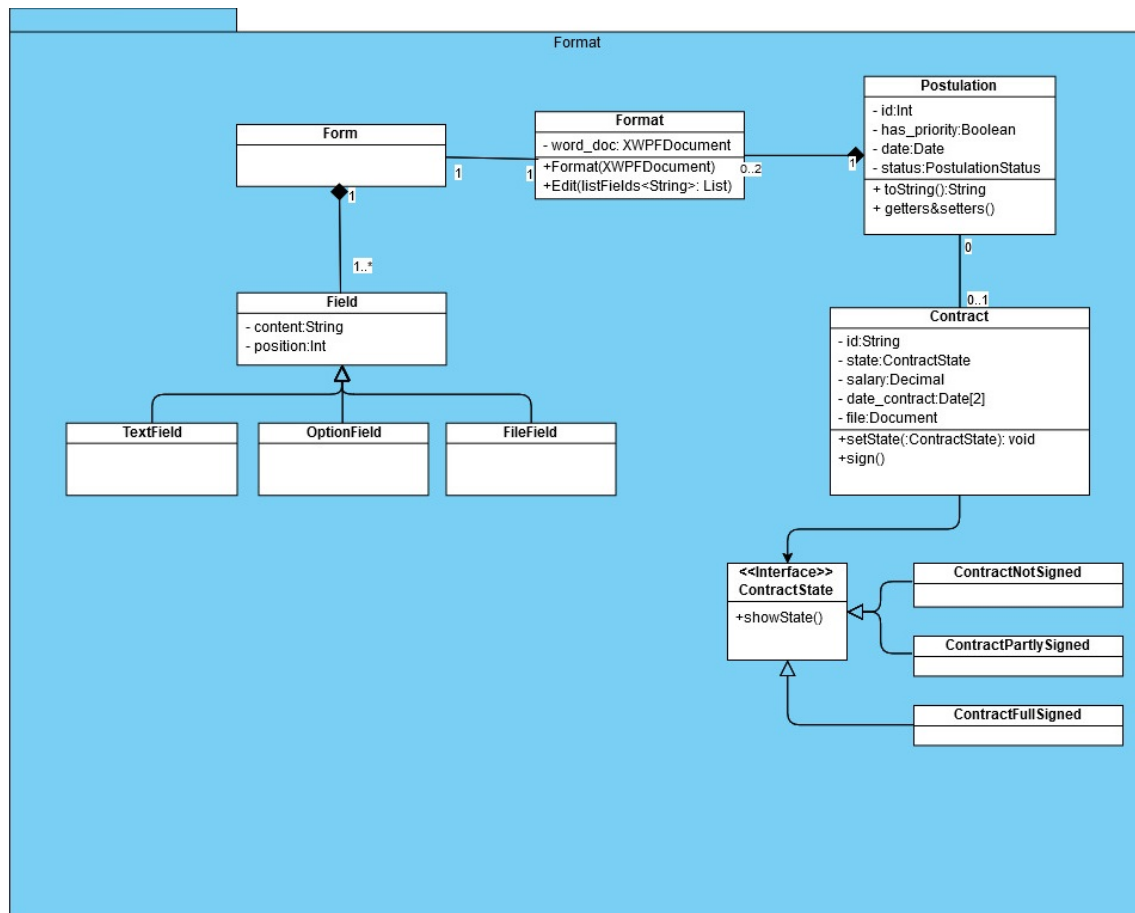 Format
Postulation
- id:Int
- has_priority:Boolean
- date:Date
- status:PostulationStatus
+ toString():String
+ getters&setters()
Form
Format
- word_doc: XWPFDocument
+Format(XWPFDocument)
+Edit(listFields<String>: List)
1
1
0..2
1
1
1..*
0
0..1
Field
- content:String
- position:Int
TextField
OptionField
FileField
Contract
- id:String
- state:ContractState
- salary:Decimal
- date_contract:Date[2]
- file:Document
+setState(:ContractState): void
+sign()
<<Interface>>
ContractState
+showState()
ContractNotSigned
ContractPartlySigned
ContractFullSigned